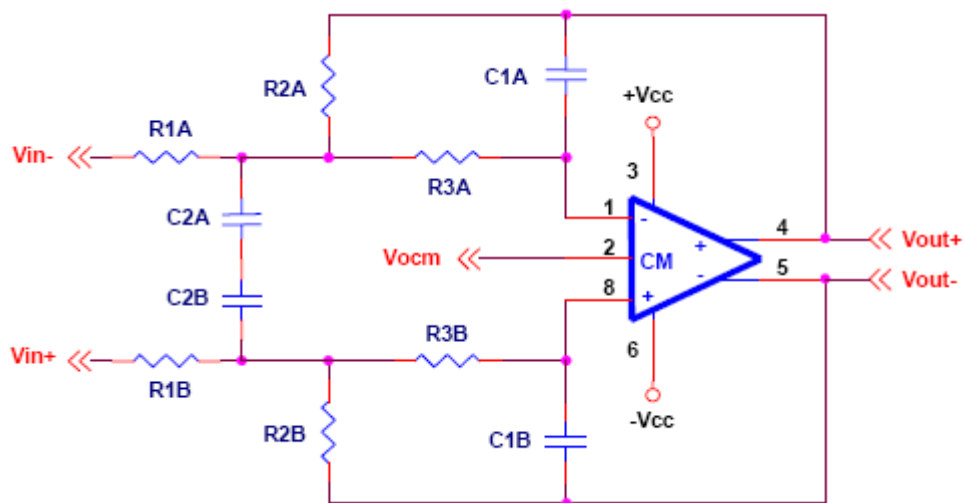 R2A
C1A
+Vcc
R1A
Vin-
R3A
3
1
-
4
+
Vout+
C2A
Vocm
2
CM
-
5
Vout-
8
+
C2B
R3B
Vin+
R1B
6
-Vcc
R2B
C1B